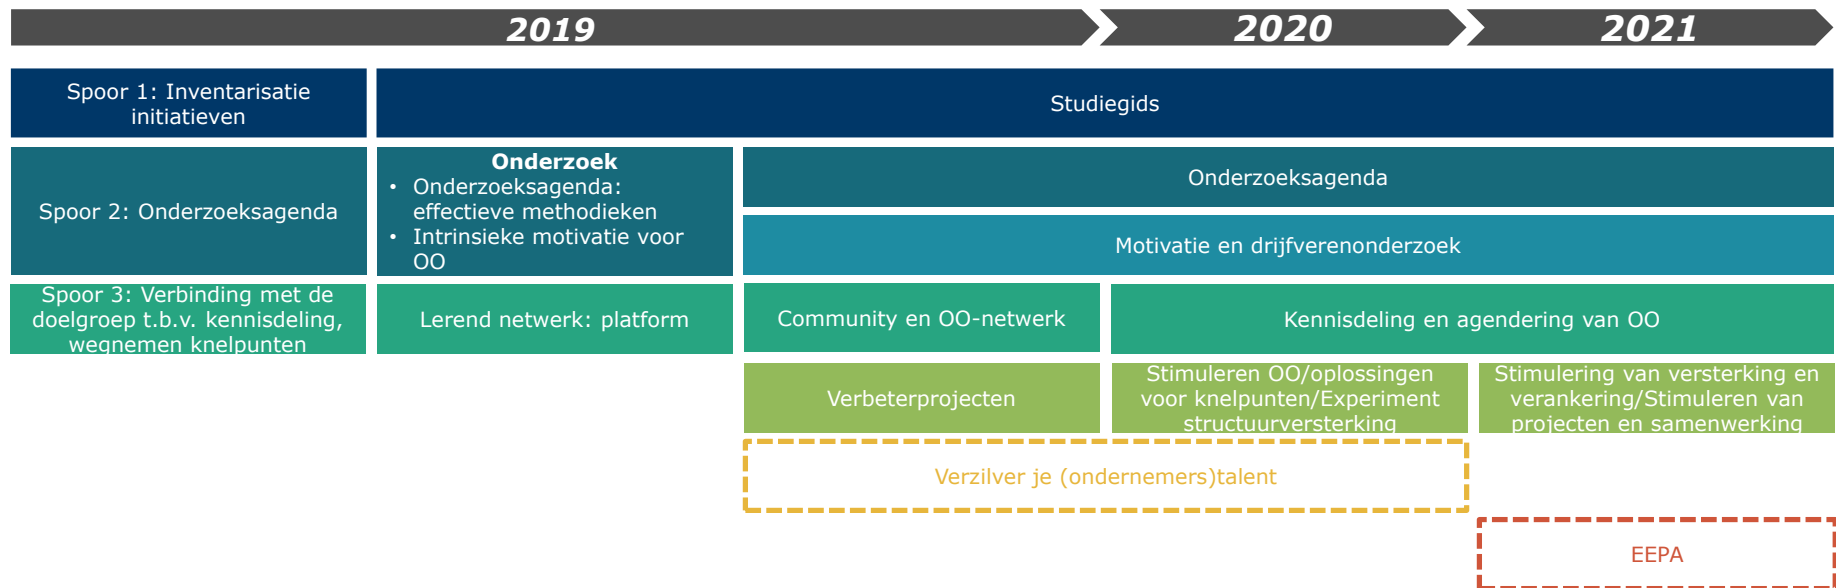 2019
2020
2021
Spoor 1: Inventarisatie
initiatieven
Studiegids
Spoor 2: Onderzoeksagenda
Onderzoek
• Onderzoeksagenda:
effectieve methodieken
• Intrinsieke motivatie voor
OO
Onderzoeksagenda
Motivatie en drijfverenonderzoek
Spoor 3: Verbinding met de
doelgroep t.b.v. kennisdeling,
wegnemen knelpunten
Lerend netwerk: platform
Community en OO-netwerk
Kennisdeling en agendering van OO
Verbeterprojecten
Stimuleren OO/oplossingen
voor knelpunten/Experiment
structuurversterking
Stimulering van versterking en
verankering/Stimuleren van
projecten en samenwerking
Verzilver je (ondernemers)talent
EEPA